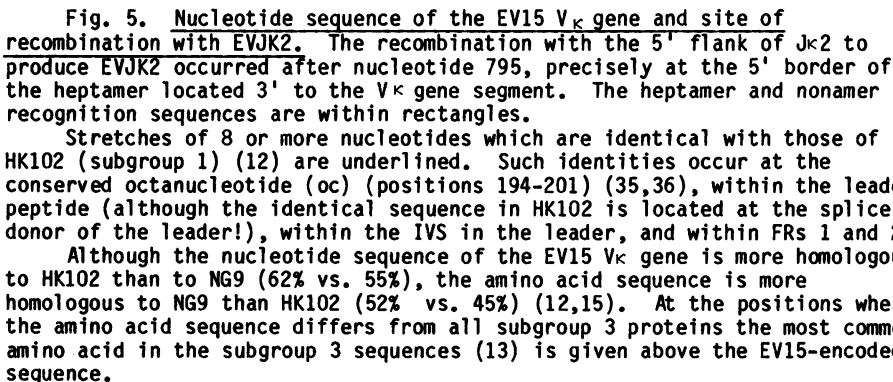 Fig. 5. Nucleotide sequence of the EV15 Vκ gene and site of
recombination with EVJK2. The recombination with the 5' flank of Jκ2 to
produce EVJK2 occurred after nucleotide 795, precisely at the 5' border of
the heptamer located 3' to the Vκ gene segment. The heptamer and nonamer
recognition sequences are within rectangles.
Stretches of 8 or more nucleotides which are identical with those of
HK102 (subgroup 1) (12) are underlined. Such identities occur at the
conserved octanucleotide (oc) (positions 194-201) (35,36), within the leade
peptide (although the identical sequence in HK102 is located at the splice
donor of the leader!), within the IVS in the leader, and within FRs 1 and 2
Although the nucleotide sequence of the EV15 Vκ gene is more homologou
to HK102 than to NG9 (62% vs. 55%), the amino acid sequence is more
homologous to NG9 than HK102 (52% vs. 45%) (12,15). At the positions whe
the amino acid sequence differs from all subgroup 3 proteins the most comm
amino acid in the subgroup 3 sequences (13) is given above the EV15-encode
sequence.